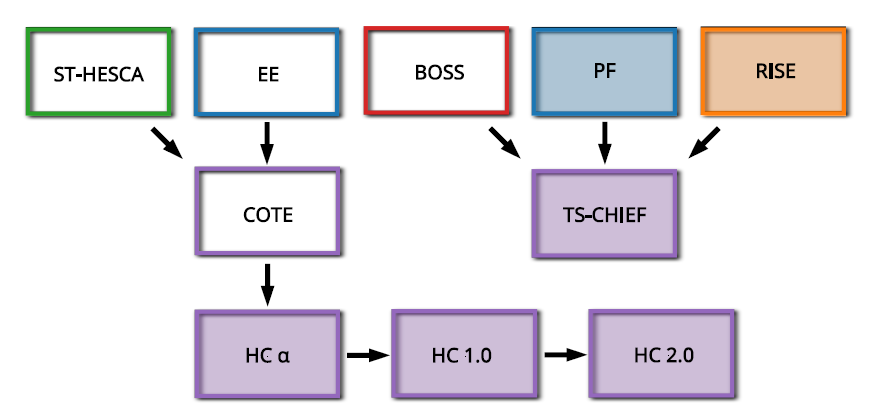 ST-HESCA
EE
BOSS
PF
RISE
COTE
TS-CHIEF
HC α
HC 1.0
HC 2.0